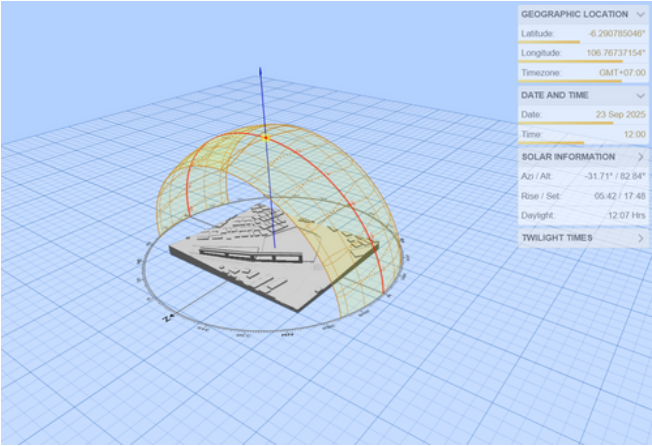 GEOGRAPHIC LOCATION
Latitude: -6.290785046°
Longitude: 106.76737154°
Timezone: GMT+07:00
DATE AND TIME
Date: 23 Sep 2025
Time: 12:00
SOLAR INFORMATION
Azi / Alt: -31.71° / 82.84°
Rise / Set: 05:42 / 17:48
Daylight: 12:07 Hrs
TWILIGHT TIMES